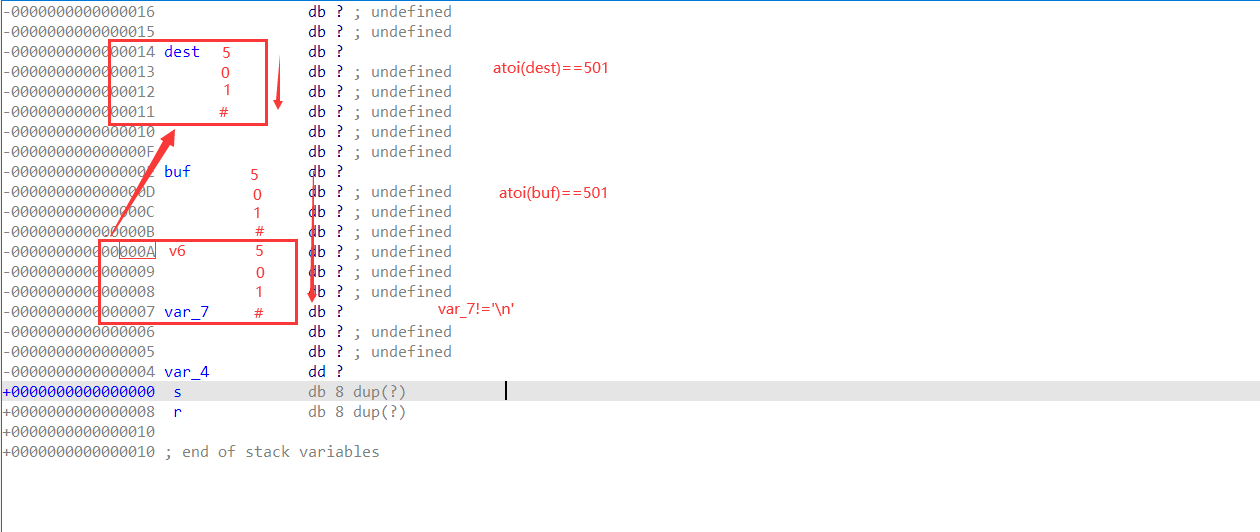 -0000000000000016 db ? ; undefined
-0000000000000015 db ? ; undefined
-0000000000000014 dest 5 db ?
-0000000000000013 0 db ? ; undefined atoi(dest)==501
-0000000000000012 1 db ? ; undefined
-0000000000000011 # db ? ; undefined
-0000000000000010 db ? ; undefined
-000000000000000F db ? ; undefined
-000000000000000E buf 5 db ?
-000000000000000D 0 db ? ; undefined atoi(buf)==501
-000000000000000C 1 db ? ; undefined
-000000000000000B # db ? ; undefined
-000000000000000A v6 5 db ? ; undefined
-0000000000000009 0 db ? ; undefined
-0000000000000008 1 db ? ; undefined
-0000000000000007 var_7 # db ? var_7!='\n'
-0000000000000006 db ? ; undefined
-0000000000000005 db ? ; undefined
-0000000000000004 var_4 dd ?
+0000000000000000 s db 8 dup(?)
+0000000000000008 r db 8 dup(?)
+0000000000000010
+0000000000000010 ; end of stack variables